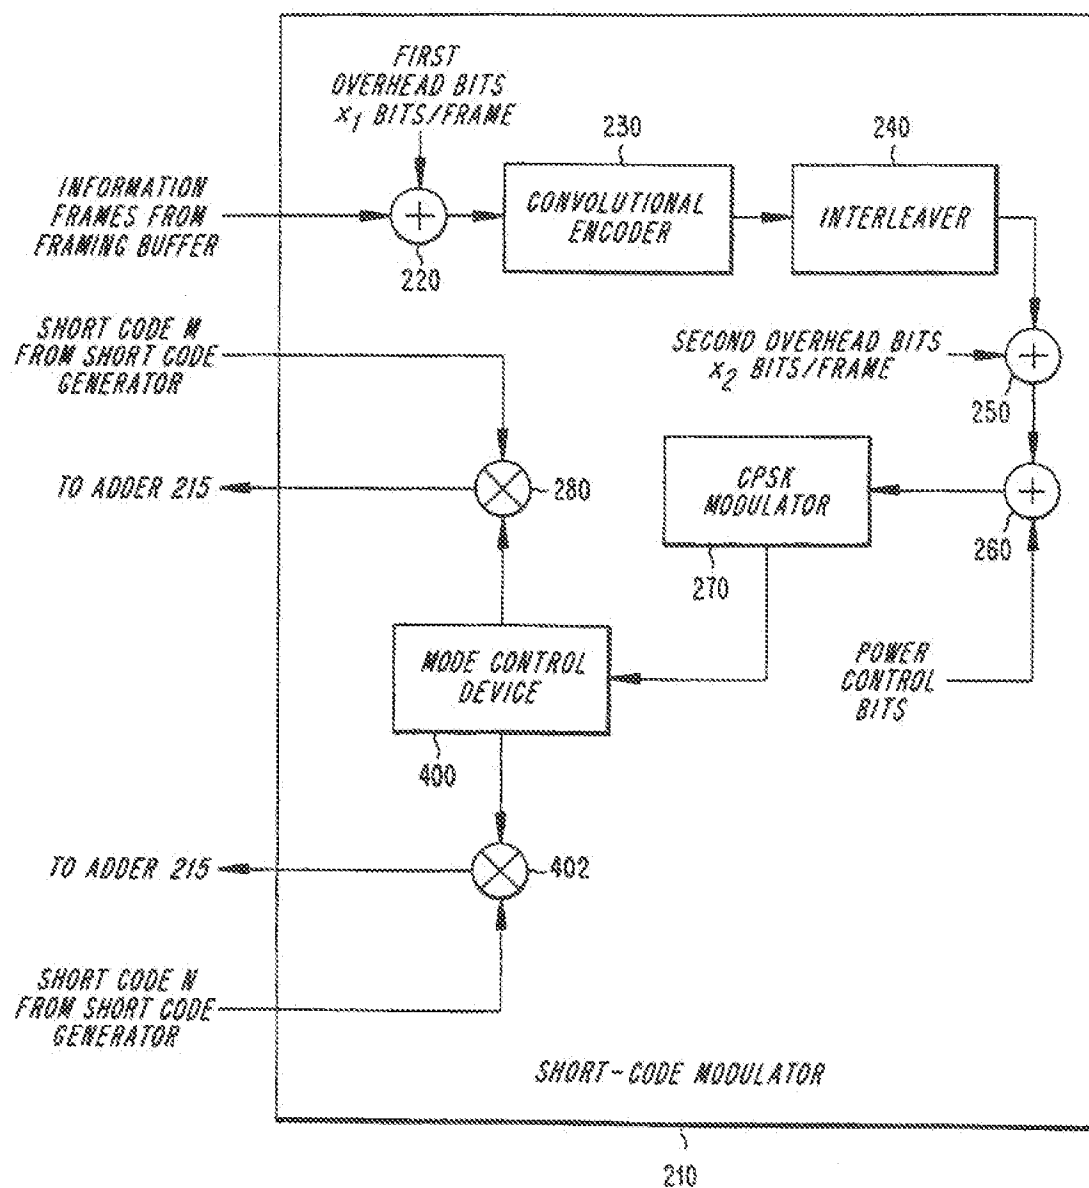 FIRST
OVERHEAD BITS
x1 BITS/FRAME
230
240
INFORMATION
FRAMES FROM
FRAMING BUFFER
CONVOLUTIONAL
ENCODER
INTERLEAVER
220
SHORT CODE M
FROM SHORT CODE
GENERATOR
SECOND OVERHEAD BITS
x2 BITS/FRAME
250
TO ADDER 215
280
CPSK
MODULATOR
260
270
MODE CONTROL
DEVICE
POWER
CONTROL
BITS
400
TO ADDER 215
402
SHORT CODE N
FROM SHORT CODE
GENERATOR
SHORT-CODE MODULATOR
210